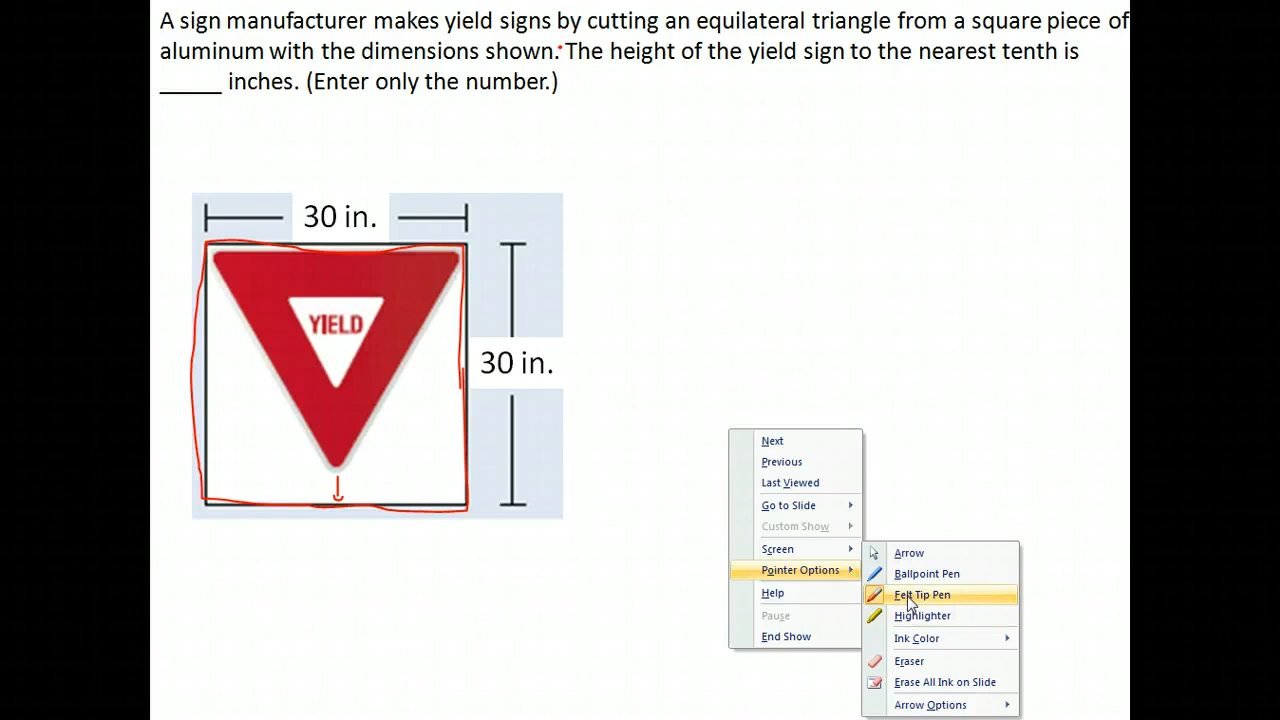 A sign manufacturer makes yield signs by cutting an equilateral triangle from a square piece of
aluminum with the dimensions shown. The height of the yield sign to the nearest tenth is
_____ inches. (Enter only the number.)
30 in.
YIELD
30 in.
Next
Previous
Last Viewed
Go to Slide
Custom Show
Screen
Pointer Options
Help
Pause
End Show
Arrow
Ballpoint Pen
Felt Tip Pen
Highlighter
Ink Color
Eraser
Erase All Ink on Slide
Arrow Options